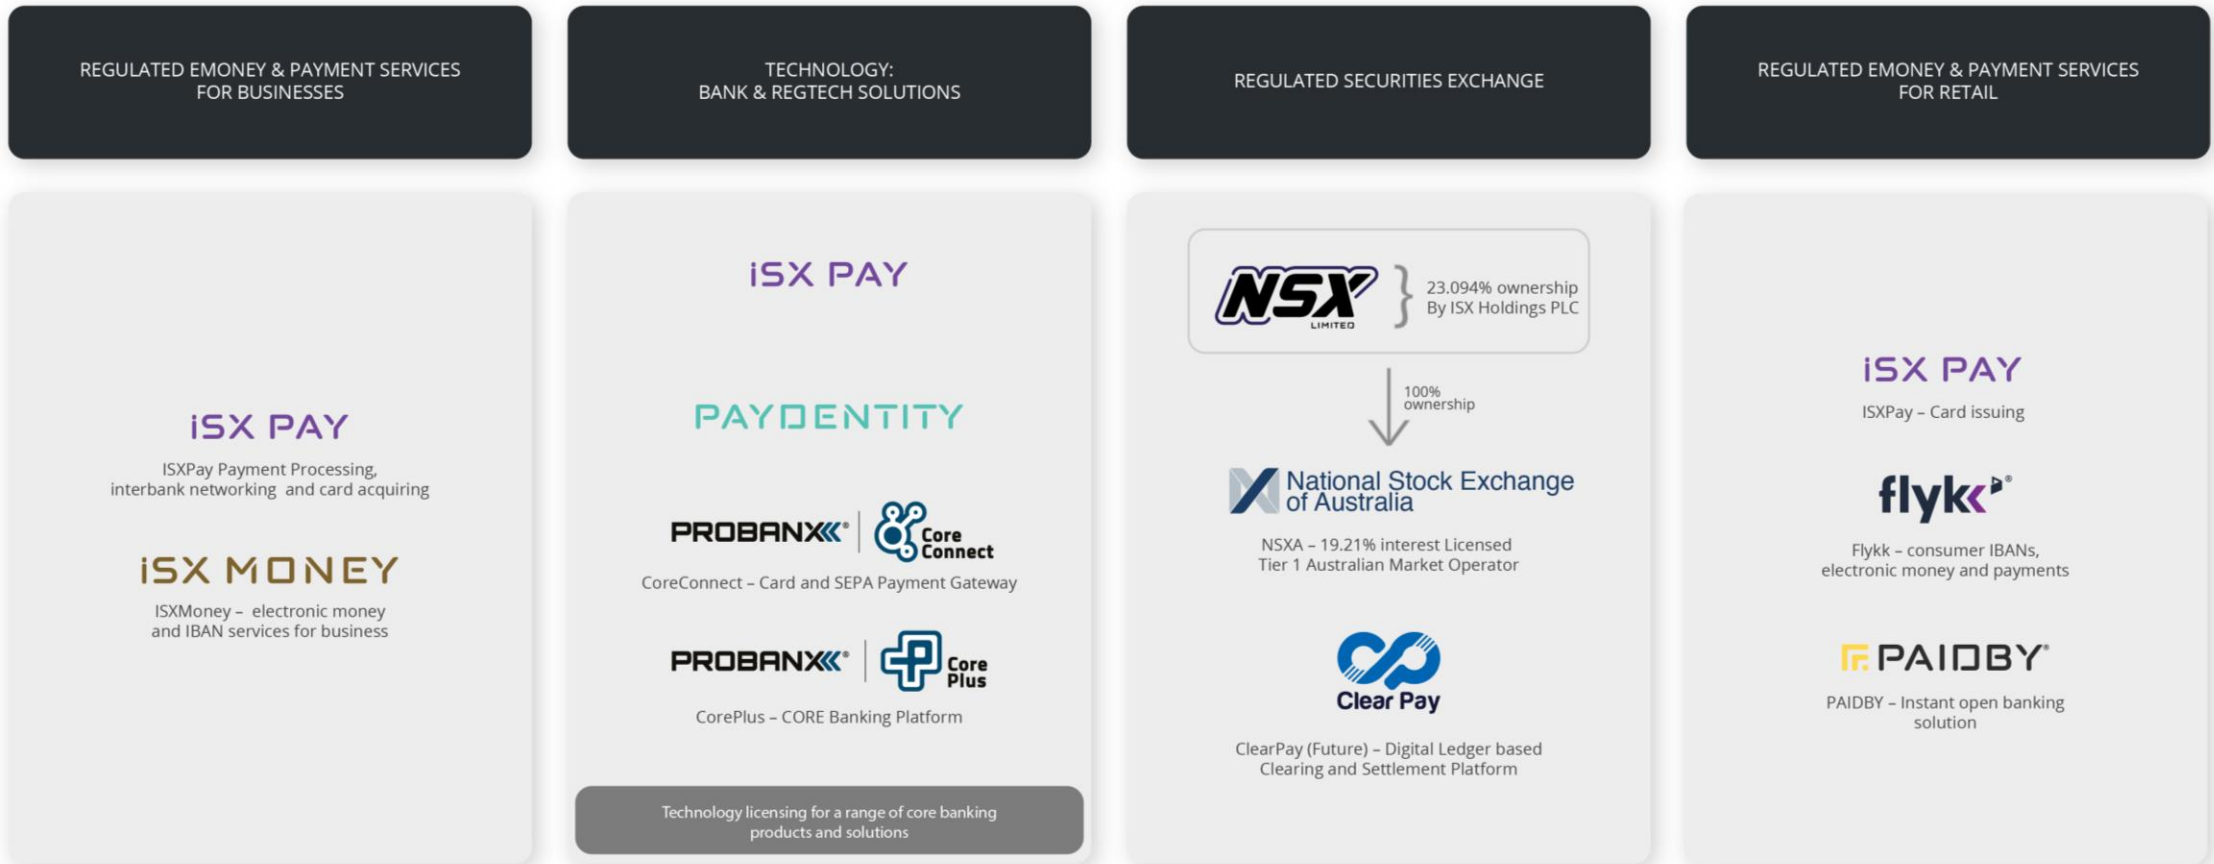 REGULATED EMONEY & PAYMENT SERVICES
FOR BUSINESSES
iSX PAY
ISXPay Payment Processing,
interbank networking and card acquiring
iSX MONEY
ISXMoney – electronic money
and IBAN services for business
TECHNOLOGY:
BANK & REGTECH SOLUTIONS
iSX PAY
PAYDENTITY
PROBANX® Core
Connect
CoreConnect – Card and SEPA Payment Gateway
PROBANX® Core
Plus
CorePlus – CORE Banking Platform
Technology licensing for a range of core banking
products and solutions
REGULATED SECURITIES EXCHANGE
NSX
LIMITED
23.094% ownership
By ISX Holdings PLC
100%
ownership
National Stock Exchange
of Australia
NSXA – 19.21% interest Licensed
Tier 1 Australian Market Operator
Clear Pay
ClearPay (Future) – Digital Ledger based
Clearing and Settlement Platform
REGULATED EMONEY & PAYMENT SERVICES
FOR RETAIL
iSX PAY
ISXPay – Card issuing
flykk®
Flykk – consumer IBANs,
electronic money and payments
PAIDBY®
PAIDBY – Instant open banking
solution